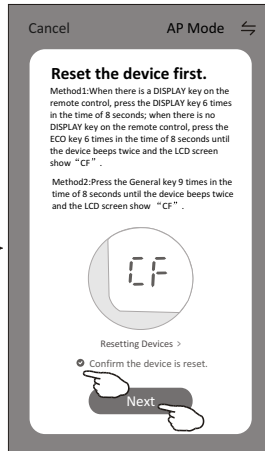 Cancel AP Mode
Reset the device first.
Method1:When there is a DISPLAY key on the
remote control, press the DISPLAY key 6 times
in the time of 8 seconds; when there is no
DISPLAY key on the remote control, press the
ECO key 6 times in the time of 8 seconds until
the device beeps twice and the LCD screen
show “CF”.
Method2:Press the General key 9 times in the
time of 8 seconds until the device beeps twice
and the LCD screen show “CF”.
CF
Resetting Devices >
Confirm the device is reset.
Next